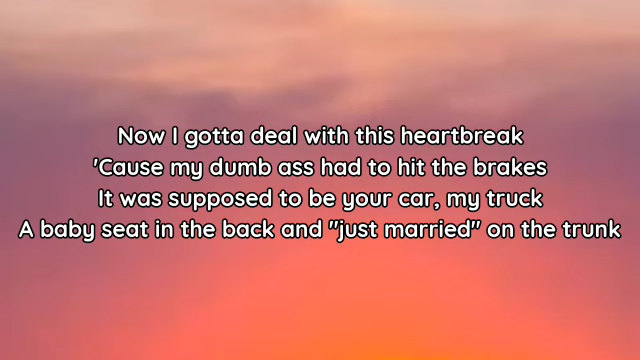 Now I gotta deal with this heartbreak
'Cause my dumb ass had to hit the brakes
It was supposed to be your car, my truck
A baby seat in the back and "just married" on the trunk